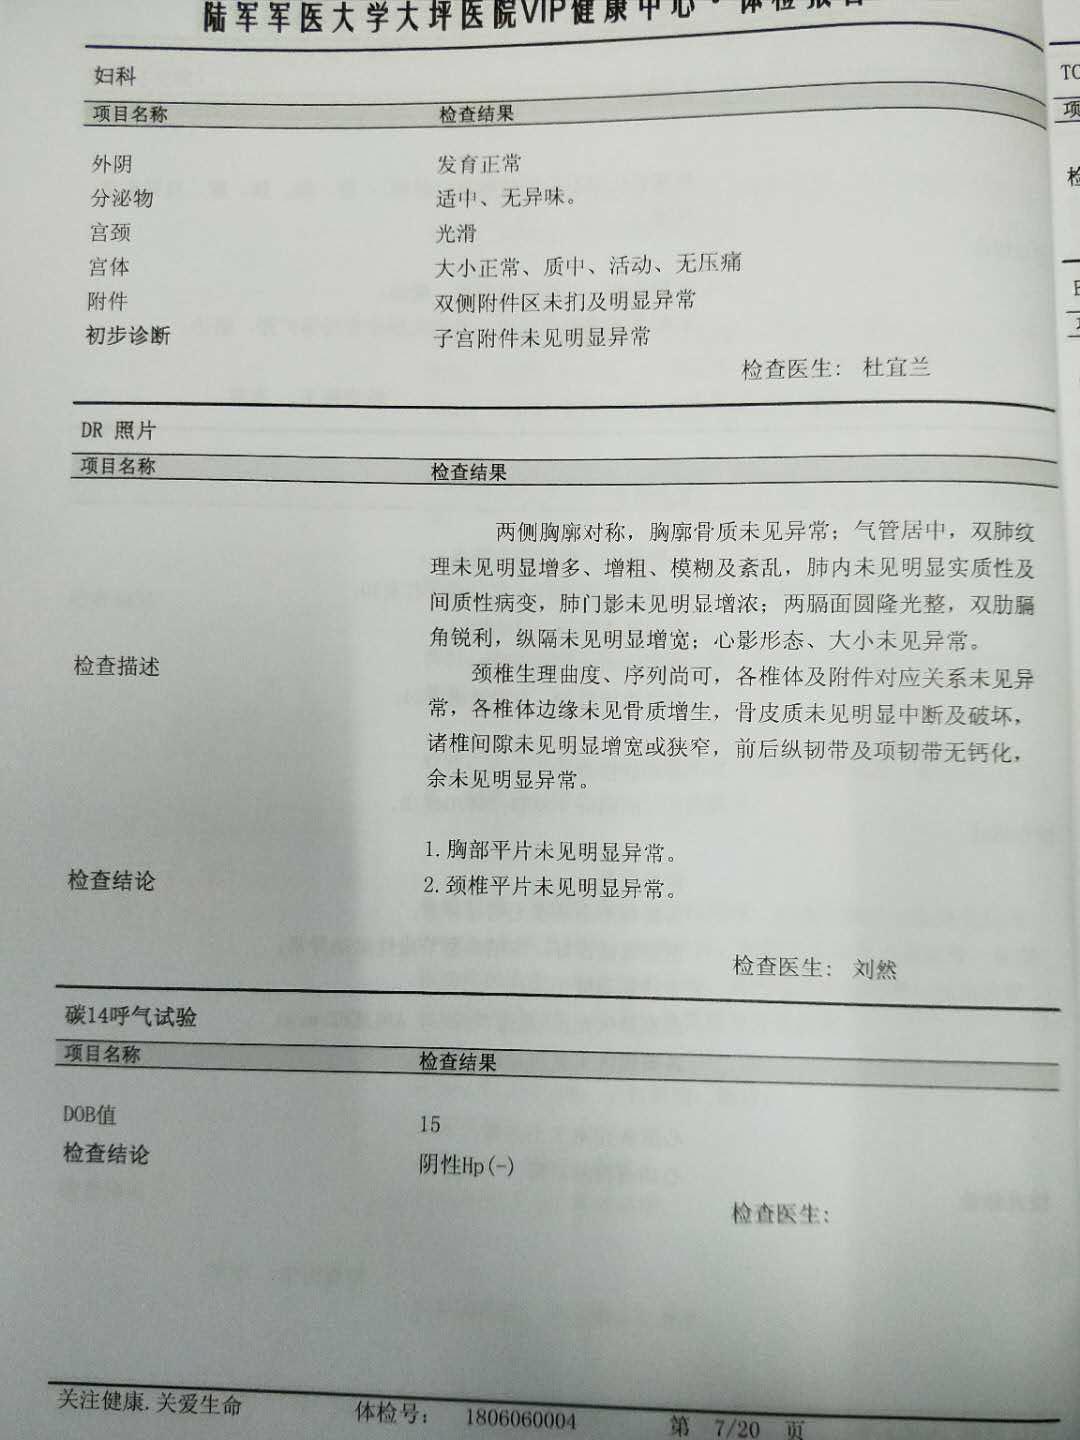 陆军军医大学大坪医院VIP健康中心·体检报告
妇科
项目名称 检查结果
外阴 发育正常
分泌物 适中、无异味。
宫颈 光滑
宫体 大小正常、质中、活动、无压痛
附件 双侧附件区未扪及明显异常
初步诊断 子宫附件未见明显异常
检查医生: 杜宜兰
DR 照片
项目名称 检查结果
两侧胸廓对称，胸廓骨质未见异常；气管居中，双肺纹
理未见明显增多、增粗、模糊及紊乱，肺内未见明显实质性及
间质性病变，肺门影未见明显增浓；两膈面圆隆光整，双肋膈
角锐利，纵隔未见明显增宽；心影形态、大小未见异常。
检查描述
颈椎生理曲度、序列尚可，各椎体及附件对应关系未见异
常，各椎体边缘未见骨质增生，骨皮质未见明显中断及破坏，
诸椎间隙未见明显增宽或狭窄，前后纵韧带及项韧带无钙化，
余未见明显异常。
1.胸部平片未见明显异常。
检查结论
2.颈椎平片未见明显异常。
检查医生: 刘然
碳14呼气试验
项目名称 检查结果
DOB值 15
检查结论 阴性Hp(-)
检查医生:
关注健康.关爱生命 体检号： 1806060004 第 7/20 页